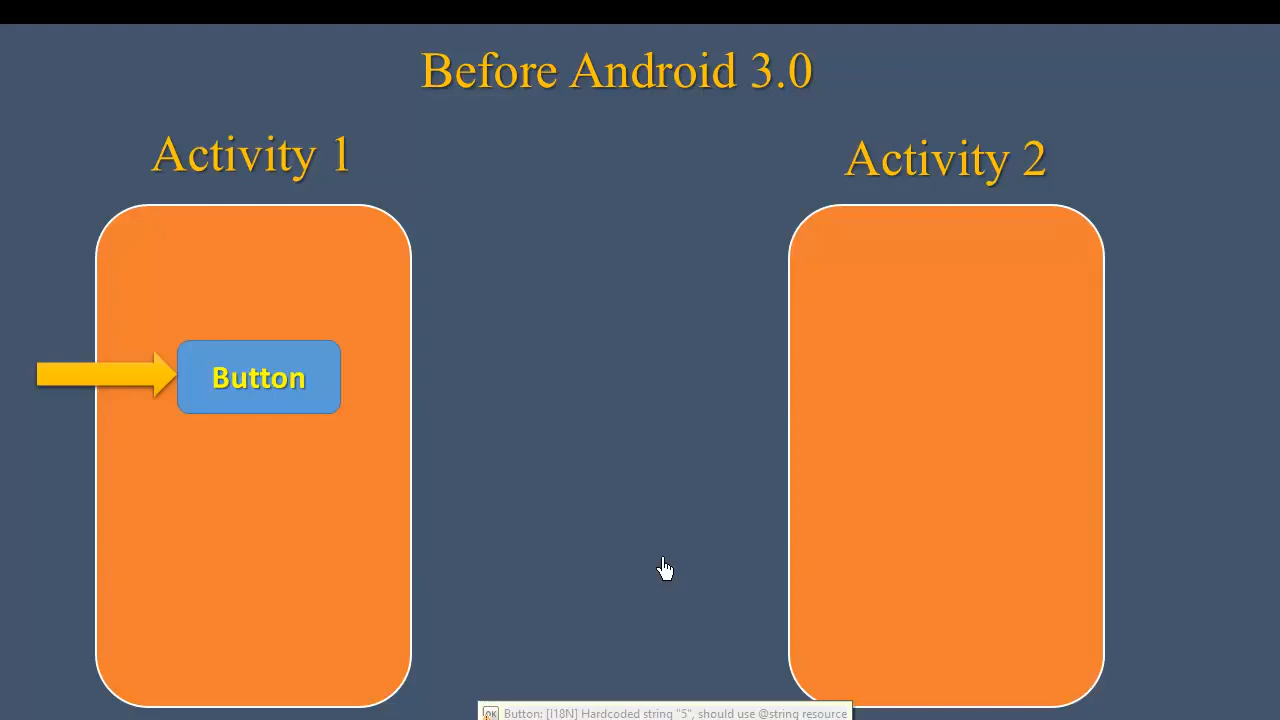 Before Android 3.0
Activity 1
Activity 2
Button
Button: [I18N] Hardcoded string "5", should use @string resource